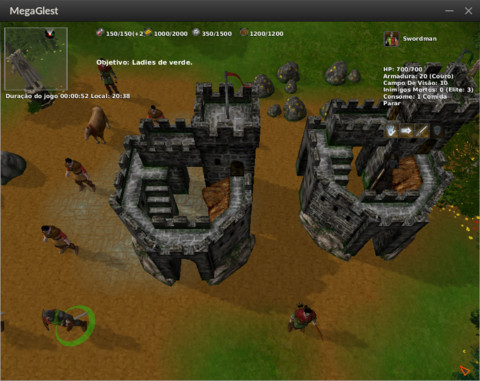 MegaGlest
150/150(+2 1000/2000 350/1500 1200/1200
Swordman
Objetivo: Ladies de verde.
HP: 700/700
Armadura: 20 (Couro)
Campo De Visão: 10
Inimigos Mortos: 0 (Elite: 3)
Consome: 1 Comida
Parar
Duração do jogo 00:00:52 Local: 20:38